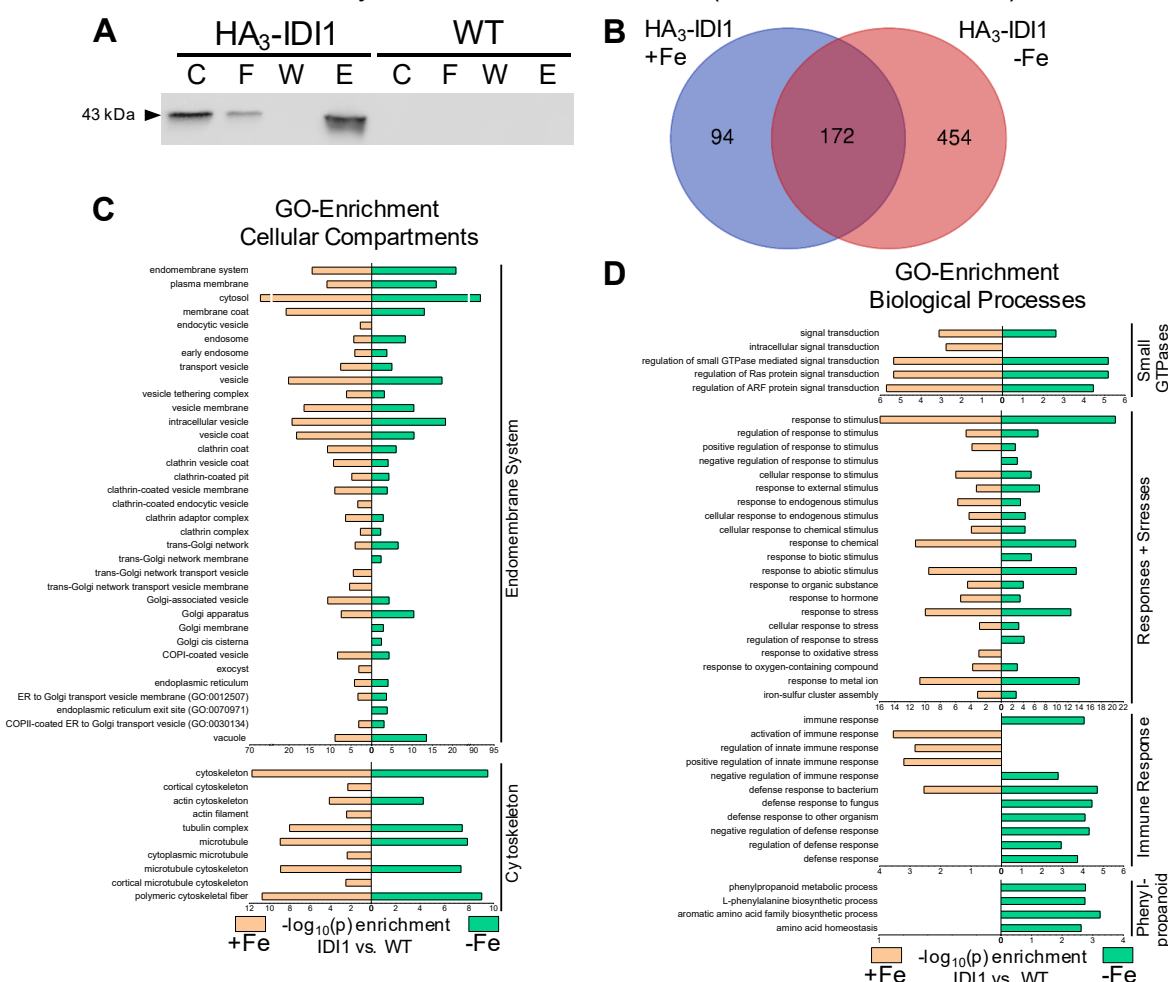 A
HA3-IDI1 WT
C F W E C F W E
43 kDa
B
HA3-IDI1
+Fe
HA3-IDI1
-Fe
94 172 454
C
GO-Enrichment
Cellular Compartments
endomembrane system
plasma membrane
cytosol
membrane coat
endocytic vesicle
endosome
early endosome
transport vesicle
vesicle
vesicle tethering complex
vesicle membrane
intracellular vesicle
vesicle coat
clathrin coat
clathrin vesicle coat
clathrin-coated pit
clathrin-coated vesicle membrane
clathrin-coated endocytic vesicle
clathrin adaptor complex
clathrin complex
trans-Golgi network
trans-Golgi network membrane
trans-Golgi network transport vesicle
trans-Golgi network transport vesicle membrane
Golgi-associated vesicle
Golgi apparatus
Golgi membrane
Golgi cis cisterna
COPI-coated vesicle
exocyst
endoplasmic reticulum
ER to Golgi transport vesicle membrane (GO:0012507)
endoplasmic reticulum exit site (GO:0070971)
COPII-coated ER to Golgi transport vesicle (GO:0030134)
vacuole
70 20 15 10 5 0 5 10 15 20 90 95
Endomembrane System
cytoskeleton
cortical cytoskeleton
actin cytoskeleton
actin filament
tubulin complex
microtubule
cytoplasmic microtubule
microtubule cytoskeleton
cortical microtubule cytoskeleton
polymeric cytoskeletal fiber
12 10 8 6 4 2 0 2 4 6 8 10
Cytoskeleton
+Fe
-log10(p) enrichment
IDI1 vs. WT
-Fe
D
GO-Enrichment
Biological Processes
signal transduction
intracellular signal transduction
regulation of small GTPase mediated signal transduction
regulation of Ras protein signal transduction
regulation of ARF protein signal transduction
6 5 4 3 2 1 0 1 2 3 4 5 6
Small
GTPases
response to stimulus
regulation of response to stimulus
positive regulation of response to stimulus
negative regulation of response to stimulus
cellular response to stimulus
response to external stimulus
response to endogenous stimulus
cellular response to endogenous stimulus
cellular response to chemical stimulus
response to chemical
response to biotic stimulus
response to abiotic stimulus
response to organic substance
response to hormone
response to stress
cellular response to stress
regulation of response to stress
response to oxidative stress
response to oxygen-containing compound
response to metal ion
iron-sulfur cluster assembly
16 14 12 10 8 6 4 2 0 2 4 6 8 10 12 14 16 18 20 22
Responses + Srresses
immune response
activation of immune response
regulation of innate immune response
positive regulation of innate immune response
negative regulation of immune response
defense response to bacterium
defense response to fungus
defense response to other organism
negative regulation of defense response
regulation of defense response
defense response
4 3 2 1 0 1 2 3 4 5 6
Immune Response
phenylpropanoid metabolic process
L-phenylalanine biosynthetic process
aromatic amino acid family biosynthetic process
amino acid homeostasis
1 0 1 2 3 4
Phenyl-
propanoid
+Fe
-log10(p) enrichment
IDI1 vs. WT
-Fe